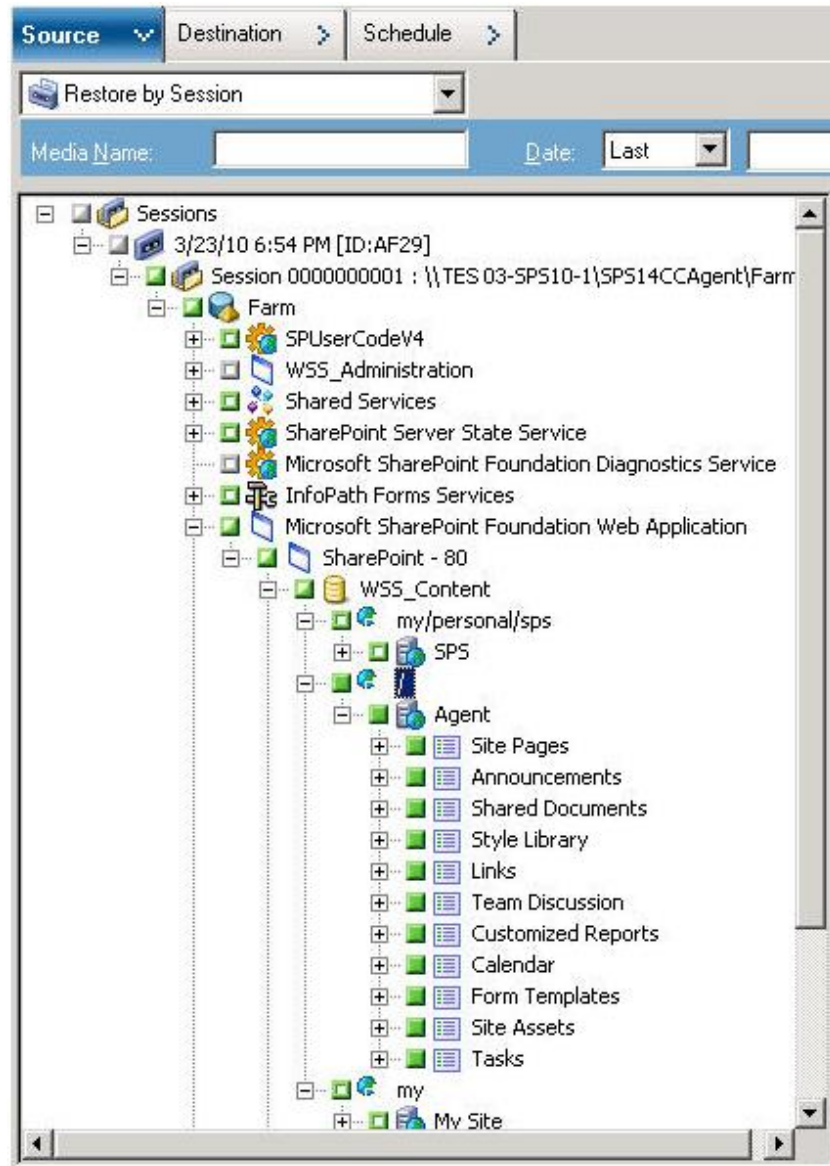 Source Destination Schedule
Restore by Session
Media Name: Date: Last
Sessions
3/23/10 6:54 PM [ID:AF29]
Session 0000000001 : \\TES 03-SPS10-1\SPS14CCAgent\Farm
Farm
SPUserCodeV4
WSS_Administration
Shared Services
SharePoint Server State Service
Microsoft SharePoint Foundation Diagnostics Service
InfoPath Forms Services
Microsoft SharePoint Foundation Web Application
SharePoint - 80
WSS_Content
my/personal/sps
SPS
/
Agent
Site Pages
Announcements
Shared Documents
Style Library
Links
Team Discussion
Customized Reports
Calendar
Form Templates
Site Assets
Tasks
my
My Site